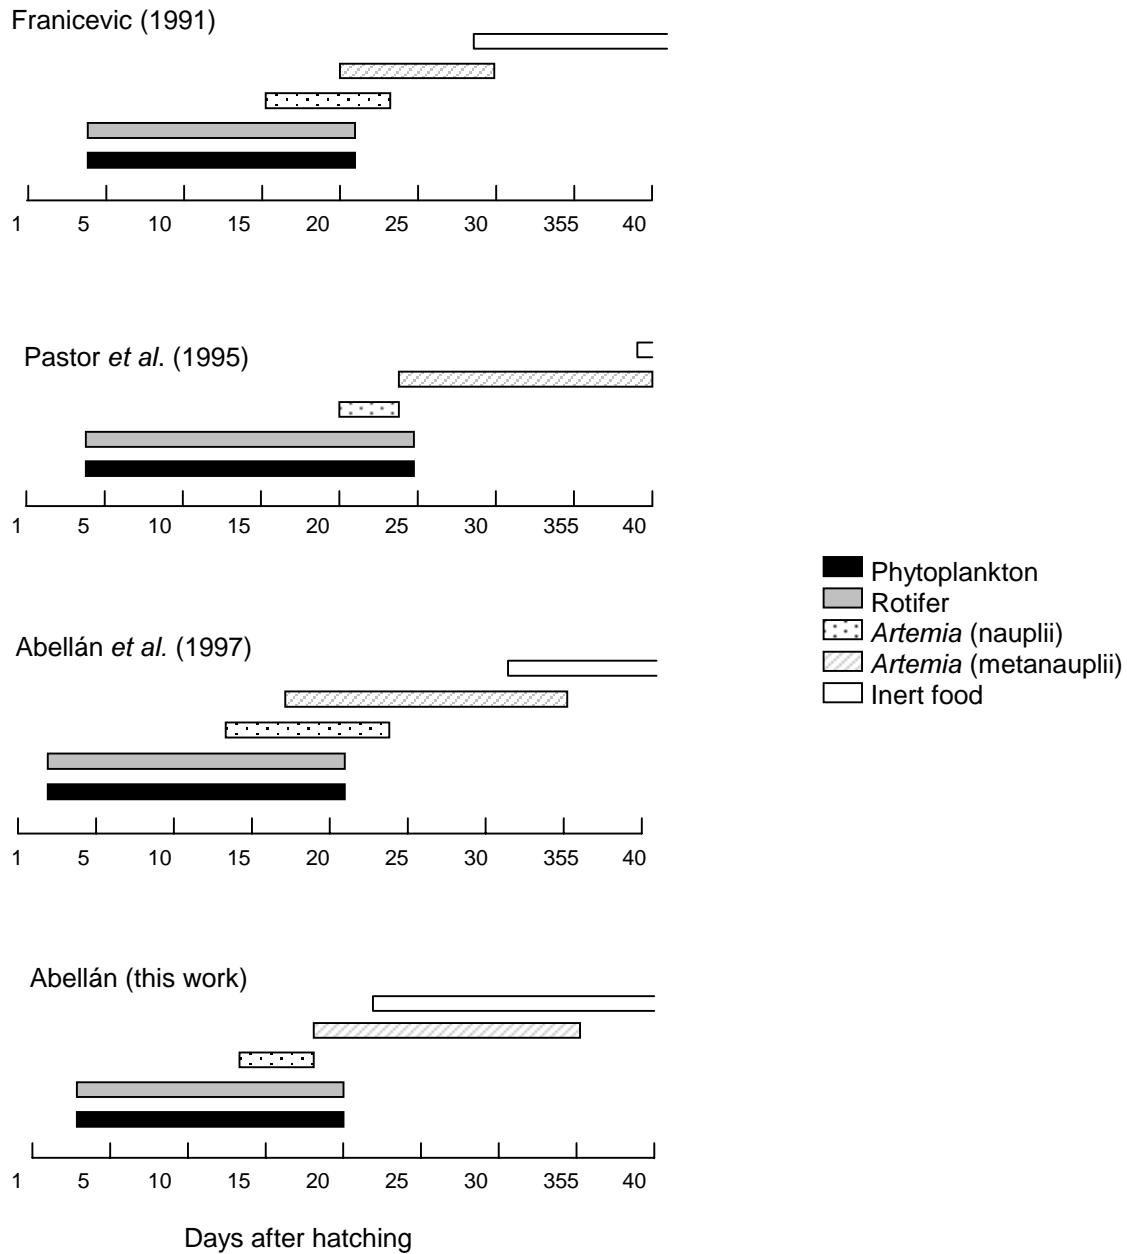 Franicevic (1991)
1 5 10 15 20 25 30 355 40
Pastor et al. (1995)
1 5 10 15 20 25 30 355 40
Phytoplankton
Rotifer
Artemia (nauplii)
Artemia (metanauplii)
Inert food
Abellán et al. (1997)
1 5 10 15 20 25 30 355 40
Abellán (this work)
1 5 10 15 20 25 30 355 40
Days after hatching